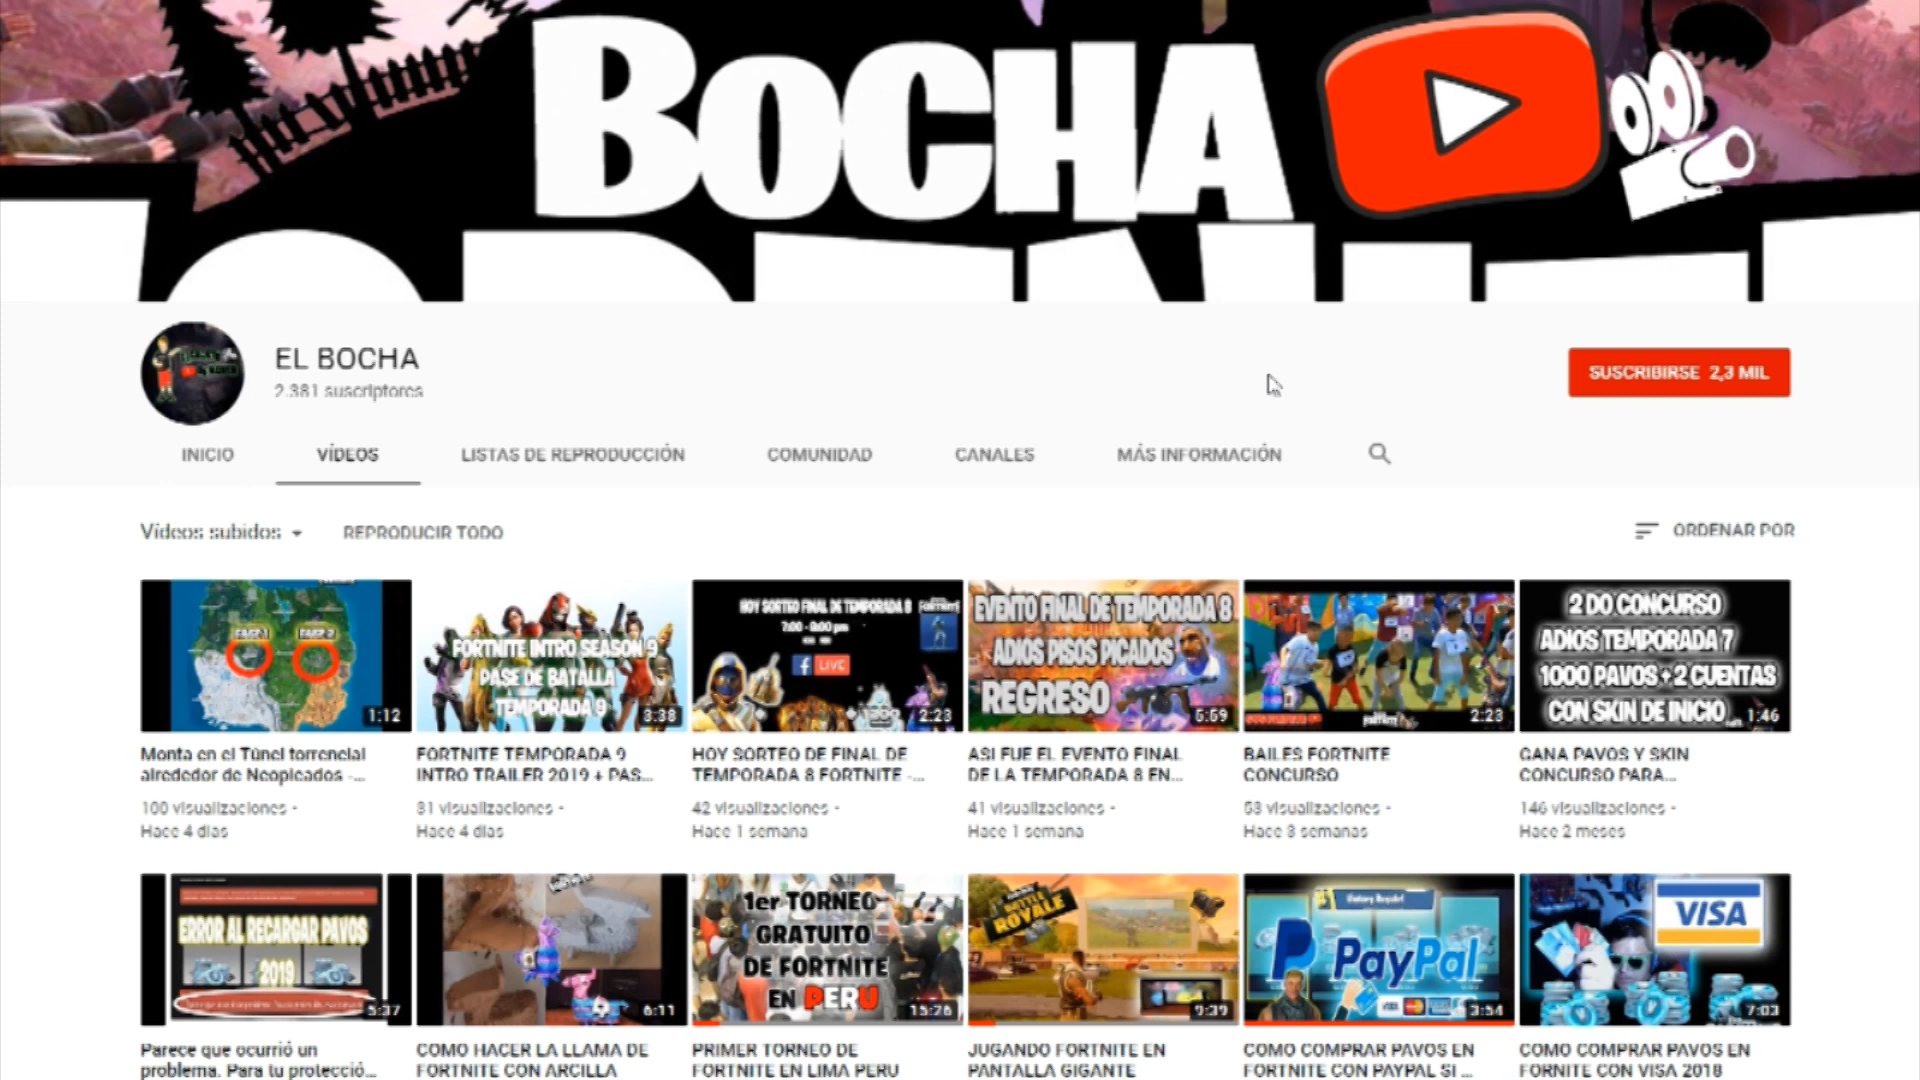 BOCHA
EL BOCHA
2.381 suscriptores
SUSCRIBIRSE 2,3 MIL
INICIO
VÍDEOS
LISTAS DE REPRODUCCIÓN
COMUNIDAD
CANALES
MÁS INFORMACIÓN
Vídeos subidos
REPRODUCIR TODO
ORDENAR POR
FASE 1
FASE 2
1:12
FORTNITE INTRO SEASON 9
PASE DE BATALLA
TEMPORADA 9
3:38
HOY SORTEO FINAL DE TEMPORADA 8
7:00 - 9:00 pm
LIVE
2:23
EVENTO FINAL DE TEMPORADA 8
ADIOS PISOS PICADOS
REGRESO
5:59
2:23
2 DO CONCURSO
ADIOS TEMPORADA 7
1000 PAVOS + 2 CUENTAS
CON SKIN DE INICIO
1:46
Monta en el Túnel torrencial
alrededor de Neopicados -...
100 visualizaciones -
Hace 4 días
FORTNITE TEMPORADA 9
INTRO TRAILER 2019 + PAS...
31 visualizaciones -
Hace 4 días
HOY SORTEO DE FINAL DE
TEMPORADA 8 FORTNITE -...
42 visualizaciones -
Hace 1 semana
ASI FUE EL EVENTO FINAL
DE LA TEMPORADA 8 EN...
41 visualizaciones -
Hace 1 semana
BAILES FORTNITE
CONCURSO
53 visualizaciones -
Hace 3 semanas
GANA PAVOS Y SKIN
CONCURSO PARA...
146 visualizaciones -
Hace 2 meses
ERROR AL RECARGAR PAVOS
2019
5:37
6:11
1er TORNEO
GRATUITO
DE FORTNITE
EN PERU
15:26
BATTLE
ROYALE
9:39
Victory Royale!
PayPal
3:54
VISA
7:03
Parece que ocurrió un
problema. Para tu protecció...
COMO HACER LA LLAMA DE
FORTNITE CON ARCILLA
PRIMER TORNEO DE
FORTNITE EN LIMA PERU
JUGANDO FORTNITE EN
PANTALLA GIGANTE
COMO COMPRAR PAVOS EN
FORTNITE CON PAYPAL SI ...
COMO COMPRAR PAVOS EN
FORNITE CON VISA 2018